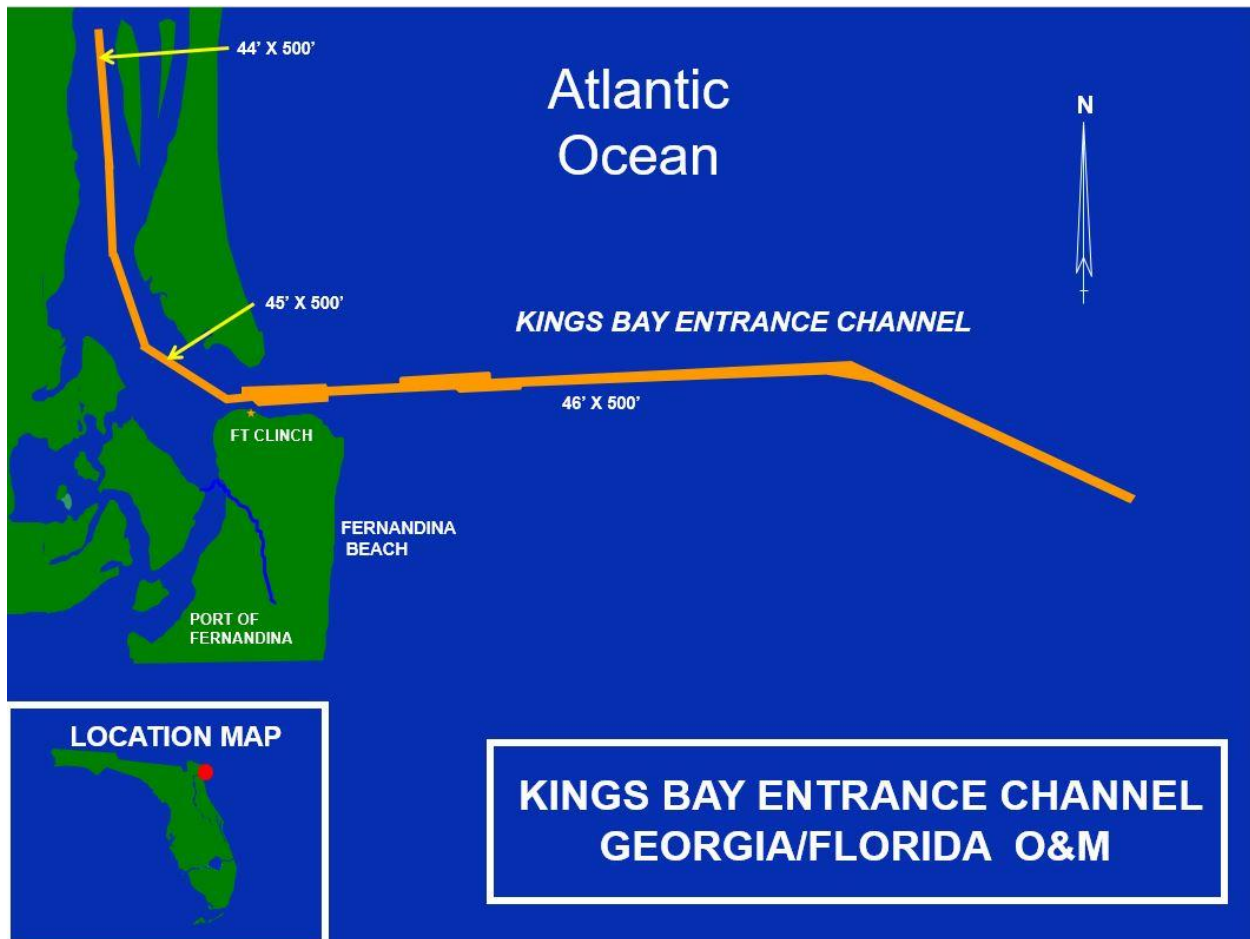 44' X 500'
Atlantic
Ocean
N
45' X 500'
KINGS BAY ENTRANCE CHANNEL
46' X 500'
FT CLINCH
FERNANDINA
BEACH
PORT OF
FERNANDINA
LOCATION MAP
KINGS BAY ENTRANCE CHANNEL
GEORGIA/FLORIDA O&M